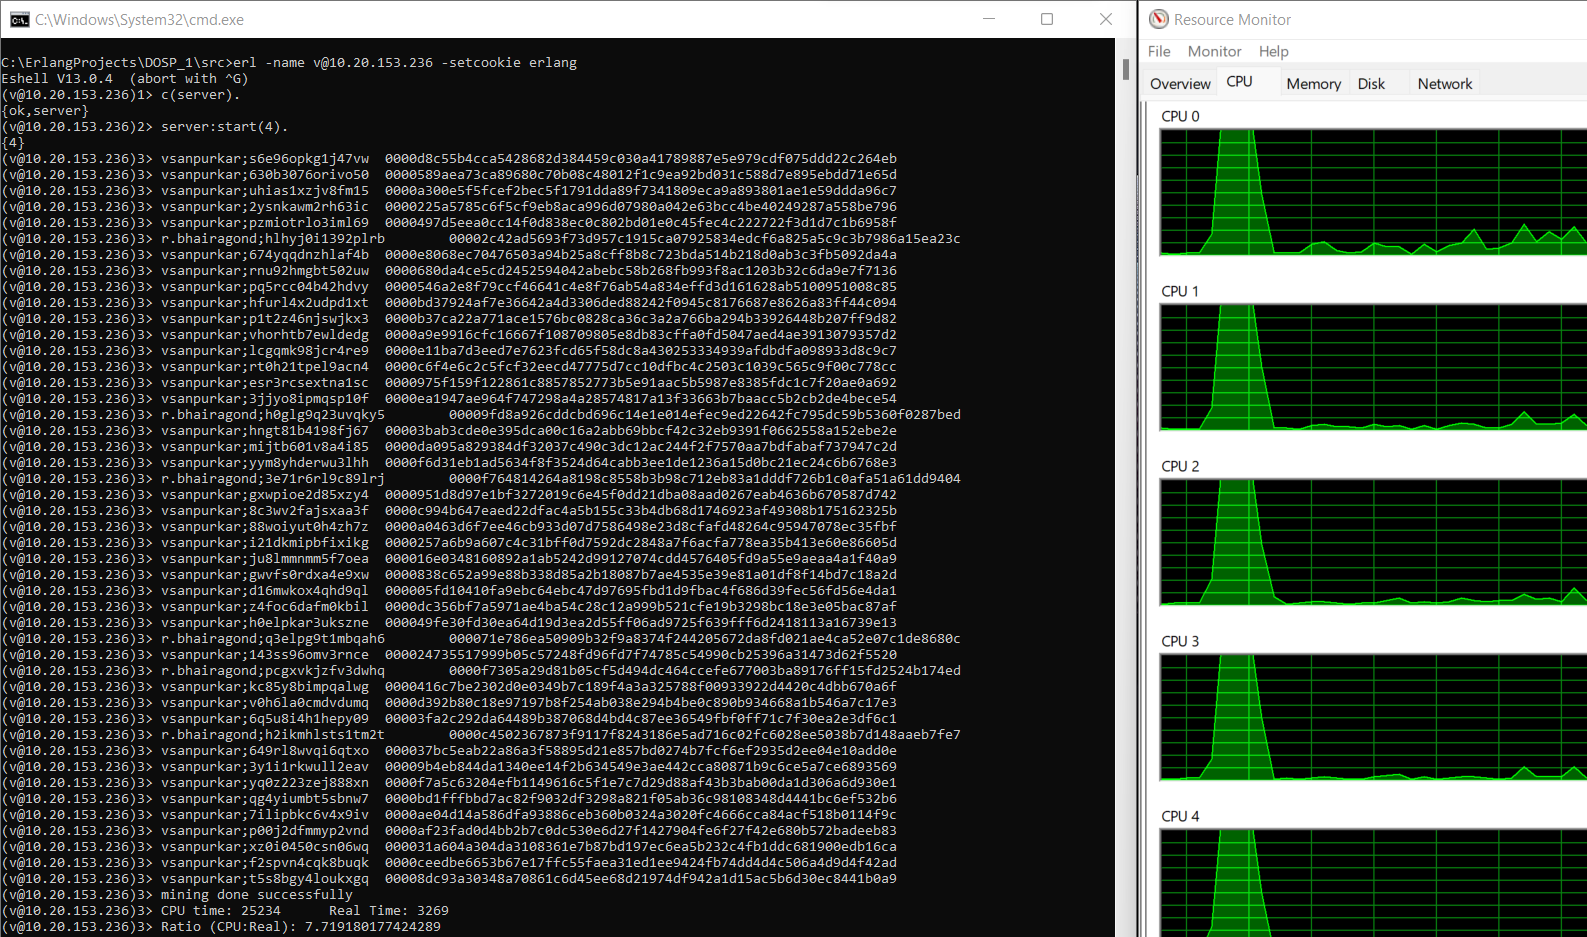 C:\Windows\System32\cmd.exe
C:\ErlangProjects\DOSP_1\src>erl -name v@10.20.153.236 -setcookie erlang
Eshell V13.0.4  (abort with ^G)
(v@10.20.153.236)1> c(server).
{ok,server}
(v@10.20.153.236)2> server:start(4).
{4}
(v@10.20.153.236)3> vsanpurkar;s6e96opkg1j47vw  0000d8c55b4cca5428682d384459c030a41789887e5e979cdf075ddd22c264eb
(v@10.20.153.236)3> vsanpurkar;630b3076orivo50  0000589aea73ca89680c70b08c48012f1c9ea92bd031c588d7e895ebdd71e65d
(v@10.20.153.236)3> vsanpurkar;uhias1xzjv8fm15  0000a300e5f5fcef2bec5f1791dda89f7341809eca9a893801ae1e59ddda96c7
(v@10.20.153.236)3> vsanpurkar;2ysnkawm2rh63ic  0000225a5785c6f5cf9eb8aca996d07980a042e63bcc4be40249287a558be796
(v@10.20.153.236)3> vsanpurkar;pzmiotrlo3iml69  0000497d5eea0cc14f0d838ec0c802bd01e0c45fec4c222722f3d1d7c1b6958f
(v@10.20.153.236)3> r.bhairagond;hlhyj0i1392plrb        00002c42ad5693f73d957c1915ca07925834edcf6a825a5c9c3b7986a15ea23c
(v@10.20.153.236)3> vsanpurkar;674yqqdnzhlaf4b  0000e8068ec70476503a94b25a8cff8b8c723bda514b218d0ab3c3fb5092da4a
(v@10.20.153.236)3> vsanpurkar;rnu92hmgbt502uw  0000680da4ce5cd2452594042abebc58b268fb993f8ac1203b32c6da9e7f7136
(v@10.20.153.236)3> vsanpurkar;pq5rcc04b42hdvy  0000546a2e8f79ccf46641c4e8f76ab54a834effd3d161628ab5100951008c85
(v@10.20.153.236)3> vsanpurkar;hfurl4x2udpd1xt  0000bd37924af7e36642a4d3306ded88242f0945c8176687e8626a83ff44c094
(v@10.20.153.236)3> vsanpurkar;p1t2z46njswjkx3  0000b37ca22a771ace1576bc0828ca36c3a2a766ba294b33926448b207ff9d82
(v@10.20.153.236)3> vsanpurkar;vhorhtb7ewldedg  0000a9e9916cfc16667f108709805e8db83cffa0fd5047aed4ae3913079357d2
(v@10.20.153.236)3> vsanpurkar;lcgqmk98jcr4re9  0000e11ba7d3eed7e7623fcd65f58dc8a430253334939afdbdfa098933d8c9c7
(v@10.20.153.236)3> vsanpurkar;rt0h21tpel9acn4  0000c6f4e6c2c5fcf32eecd47775d7cc10dfbc4c2503c1039c565c9f00c778cc
(v@10.20.153.236)3> vsanpurkar;esr3rcsextna1sc  0000975f159f122861c8857852773b5e91aac5b5987e8385fdc1c7f20ae0a692
(v@10.20.153.236)3> vsanpurkar;3jjyo8ipmqsp10f  0000ea1947ae964f747298a4a28574817a13f33663b7baacc5b2cb2de4bece54
(v@10.20.153.236)3> r.bhairagond;h0glg9q23uvqky5        00009fd8a926cddcbd696c14e1e014efec9ed22642fc795dc59b5360f0287bed
(v@10.20.153.236)3> vsanpurkar;hngt81b4198fj67  00003bab3cde0e395dca00c16a2abb69bbcf42c32eb9391f0662558a152ebe2e
(v@10.20.153.236)3> vsanpurkar;mijtb601v8a4i85  0000da095a829384df32037c490c3dc12ac244f2f7570aa7bdfabaf737947c2d
(v@10.20.153.236)3> vsanpurkar;yym8yhderwu3lhh  0000f6d31eb1ad5634f8f3524d64cabb3ee1de1236a15d0bc21ec24c6b6768e3
(v@10.20.153.236)3> r.bhairagond;3e71r6rl9c89lrj        0000f764814264a8198c8558b3b98c712eb83a1dddf726b1c0afa51a61dd9404
(v@10.20.153.236)3> vsanpurkar;gxwpioe2d85xzy4  0000951d8d97e1bf3272019c6e45f0dd21dba08aad0267eab4636b670587d742
(v@10.20.153.236)3> vsanpurkar;8c3wv2fajsxaa3f  0000c994b647eaed22dfac4a5b155c33b4db68d1746923af49308b175162325b
(v@10.20.153.236)3> vsanpurkar;88woiyut0h4zh7z  0000a0463d6f7ee46cb933d07d7586498e23d8cfafd48264c95947078ec35fbf
(v@10.20.153.236)3> vsanpurkar;i21dkmipbfixikg  0000257a6b9a607c4c31bff0d7592dc2848a7f6acfa778ea35b413e60e86605d
(v@10.20.153.236)3> vsanpurkar;ju8lmmnmm5f7oea  000016e0348160892a1ab5242d99127074cdd4576405fd9a55e9aeaa4a1f40a9
(v@10.20.153.236)3> vsanpurkar;gwvfs0rdxa4e9xw  0000838c652a99e88b338d85a2b18087b7ae4535e39e81a01df8f14bd7c18a2d
(v@10.20.153.236)3> vsanpurkar;d16mwkox4qhd9ql  000005fd10410fa9ebc64ebc47d97695fbd1d9fbac4f686d39fec56fd56e4da1
(v@10.20.153.236)3> vsanpurkar;z4foc6dafm0kbil  0000dc356bf7a5971ae4ba54c28c12a999b521cfe19b3298bc18e3e05bac87af
(v@10.20.153.236)3> vsanpurkar;h0elpkar3ukszne  000049fe30fd30ea64d19d3ea2d55ff06ad9725f639fff6d2418113a16739e13
(v@10.20.153.236)3> r.bhairagond;q3elpg9t1mbqah6        000071e786ea50909b32f9a8374f244205672da8fd021ae4ca52e07c1de8680c
(v@10.20.153.236)3> vsanpurkar;143ss96omv3rnce  000024735517999b05c57248fd96fd7f74785c54990cb25396a31473d62f5520
(v@10.20.153.236)3> r.bhairagond;pcgxvkjzfv3dwhq        0000f7305a29d81b05cf5d494dc464ccefe677003ba89176ff15fd2524b174ed
(v@10.20.153.236)3> vsanpurkar;kc85y8bimpqalwg  0000416c7be2302d0e0349b7c189f4a3a325788f00933922d4420c4dbb670a6f
(v@10.20.153.236)3> vsanpurkar;v0h6la0cmdvdumq  0000d392b80c18e97197b8f254ab038e294b4be0c890b934668a1b546a7c17e3
(v@10.20.153.236)3> vsanpurkar;6q5u8i4h1hepy09  00003fa2c292da64489b387068d4bd4c87ee36549fbf0ff71c7f30ea2e3df6c1
(v@10.20.153.236)3> r.bhairagond;h2ikmhlsts1tm2t        0000c4502367873f9117f8243186e5ad716c02fc6028ee5038b7d148aaeb7fe7
(v@10.20.153.236)3> vsanpurkar;649rl8wvqi6qtxo  000037bc5eab22a86a3f58895d21e857bd0274b7fcf6ef2935d2ee04e10add0e
(v@10.20.153.236)3> vsanpurkar;3y1i1rkwull2eav  00009b4eb844da1340ee14f2b634549e3ae442cca80871b9c6ce5a7ce6893569
(v@10.20.153.236)3> vsanpurkar;yq0z223zej888xn  0000f7a5c63204efb1149616c5f1e7c7d29d88af43b3bab00da1d306a6d930e1
(v@10.20.153.236)3> vsanpurkar;qg4yiumbt5sbnw7  0000bd1fffbbd7ac82f9032df3298a821f05ab36c98108348d4441bc6ef532b6
(v@10.20.153.236)3> vsanpurkar;7ilipbkc6v4x9iv  0000ae04d14a586dfa93886ceb360b0324a3020fc4666cca84acf518b0114f9c
(v@10.20.153.236)3> vsanpurkar;p00j2dfmmyp2vnd  0000af23fad0d4bb2b7c0dc530e6d27f1427904fe6f27f42e680b572badeeb83
(v@10.20.153.236)3> vsanpurkar;xz0i0450csn06wq  000031a604a304da3108361e7b87bd197ec6ea5b232c4fb1ddc681900edb16ca
(v@10.20.153.236)3> vsanpurkar;f2spvn4cqk8buqk  0000ceedbe6653b67e17ffc55faea31ed1ee9424fb74dd4d4c506a4d9d4f42ad
(v@10.20.153.236)3> vsanpurkar;t5s8bgy4loukxgq  00008dc93a30348a70861c6d45ee68d21974df942a1d15ac5b6d30ec8441b0a9
(v@10.20.153.236)3> mining done successfully
(v@10.20.153.236)3> CPU time: 25234      Real Time: 3269
(v@10.20.153.236)3> Ratio (CPU:Real): 7.719180177424289
Resource Monitor
File Monitor Help
Overview CPU Memory Disk Network
CPU 0
CPU 1
CPU 2
CPU 3
CPU 4